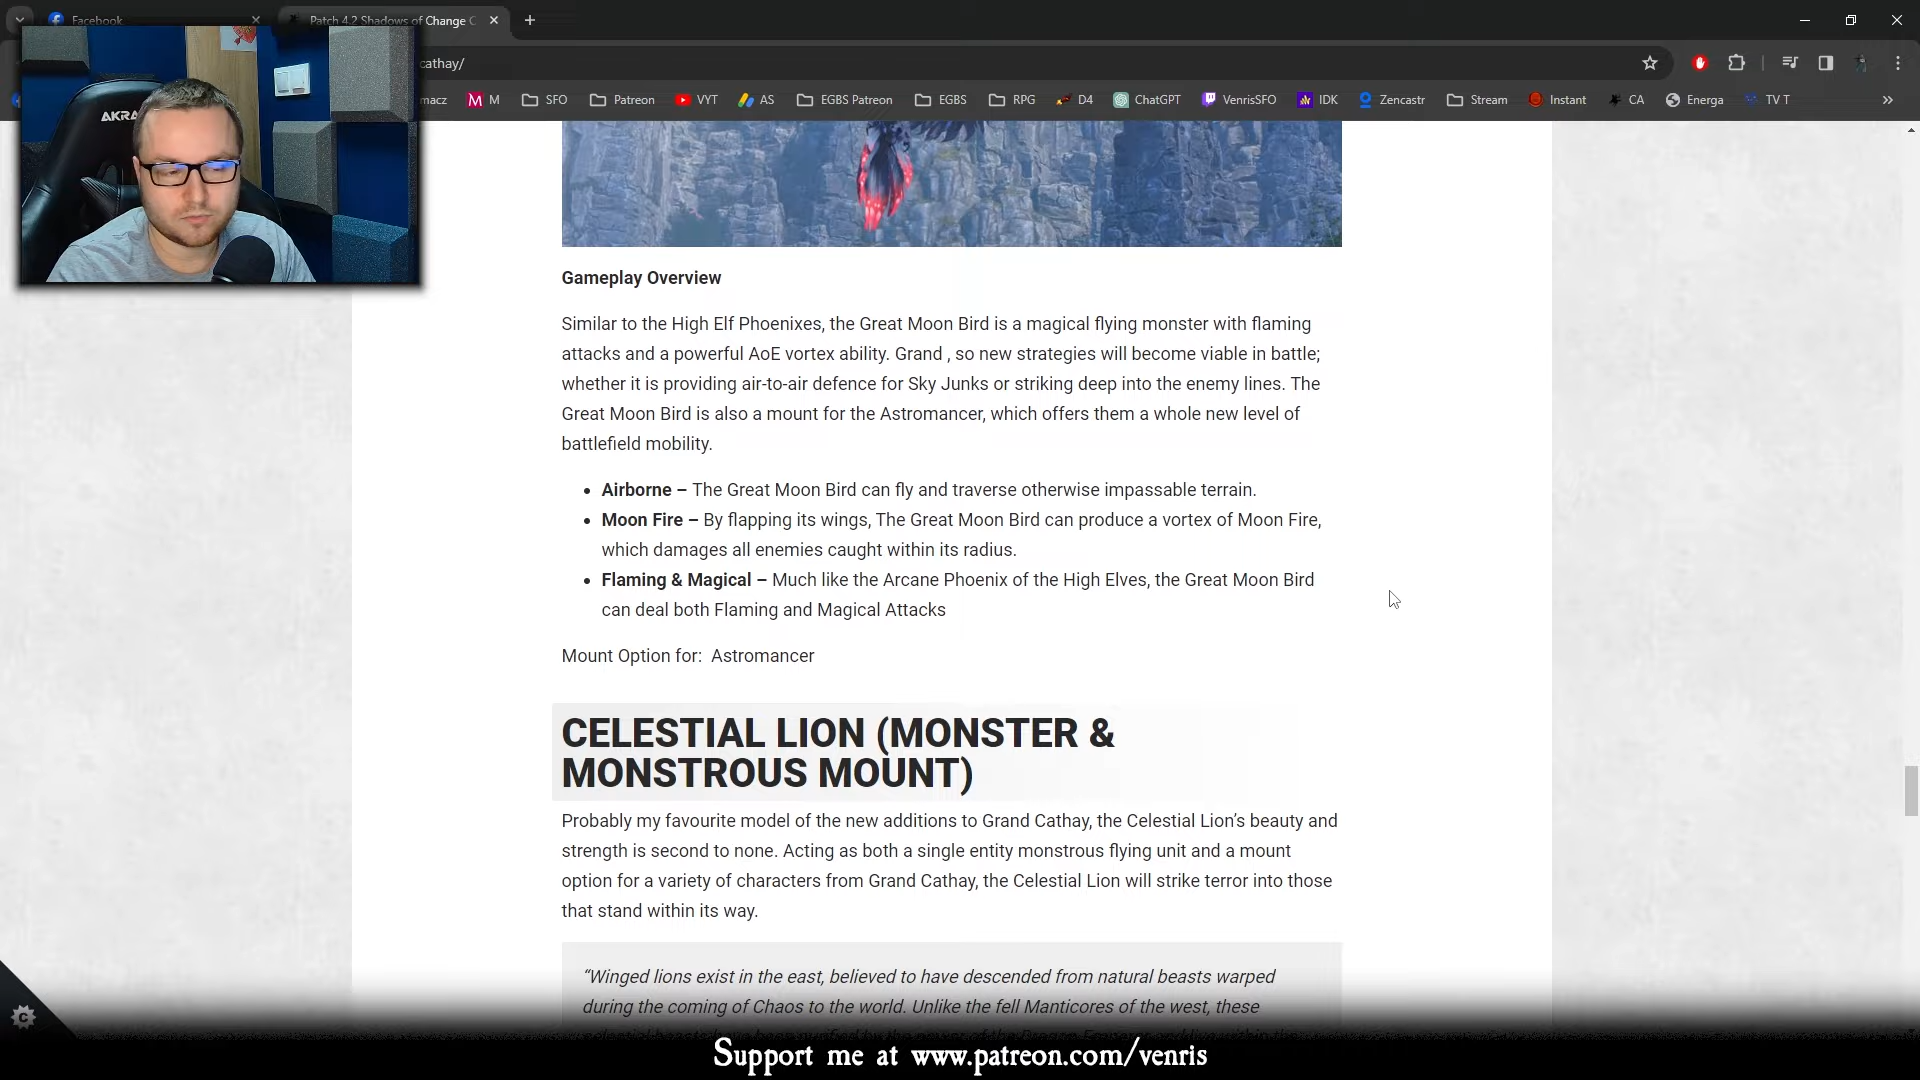 Facebook
Patch 4.2 Shadows of Change C
cathay/
macz
M
SFO
Patreon
VYT
AS
EGBS Patreon
EGBS
RPG
D4
ChatGPT
VenrisSFO
IDK
Zencastr
Stream
Instant
CA
Energa
TV T
AKRA
Gameplay Overview
Similar to the High Elf Phoenixes, the Great Moon Bird is a magical flying monster with flaming
attacks and a powerful AoE vortex ability. Grand , so new strategies will become viable in battle;
whether it is providing air-to-air defence for Sky Junks or striking deep into the enemy lines. The
Great Moon Bird is also a mount for the Astromancer, which offers them a whole new level of
battlefield mobility.
• Airborne – The Great Moon Bird can fly and traverse otherwise impassable terrain.
• Moon Fire – By flapping its wings, The Great Moon Bird can produce a vortex of Moon Fire,
which damages all enemies caught within its radius.
• Flaming & Magical – Much like the Arcane Phoenix of the High Elves, the Great Moon Bird
can deal both Flaming and Magical Attacks
Mount Option for: Astromancer
CELESTIAL LION (MONSTER &
MONSTROUS MOUNT)
Probably my favourite model of the new additions to Grand Cathay, the Celestial Lion's beauty and
strength is second to none. Acting as both a single entity monstrous flying unit and a mount
option for a variety of characters from Grand Cathay, the Celestial Lion will strike terror into those
that stand within its way.
“Winged lions exist in the east, believed to have descended from natural beasts warped
during the coming of Chaos to the world. Unlike the fell Manticores of the west, these
Support me at www.patreon.com/venris